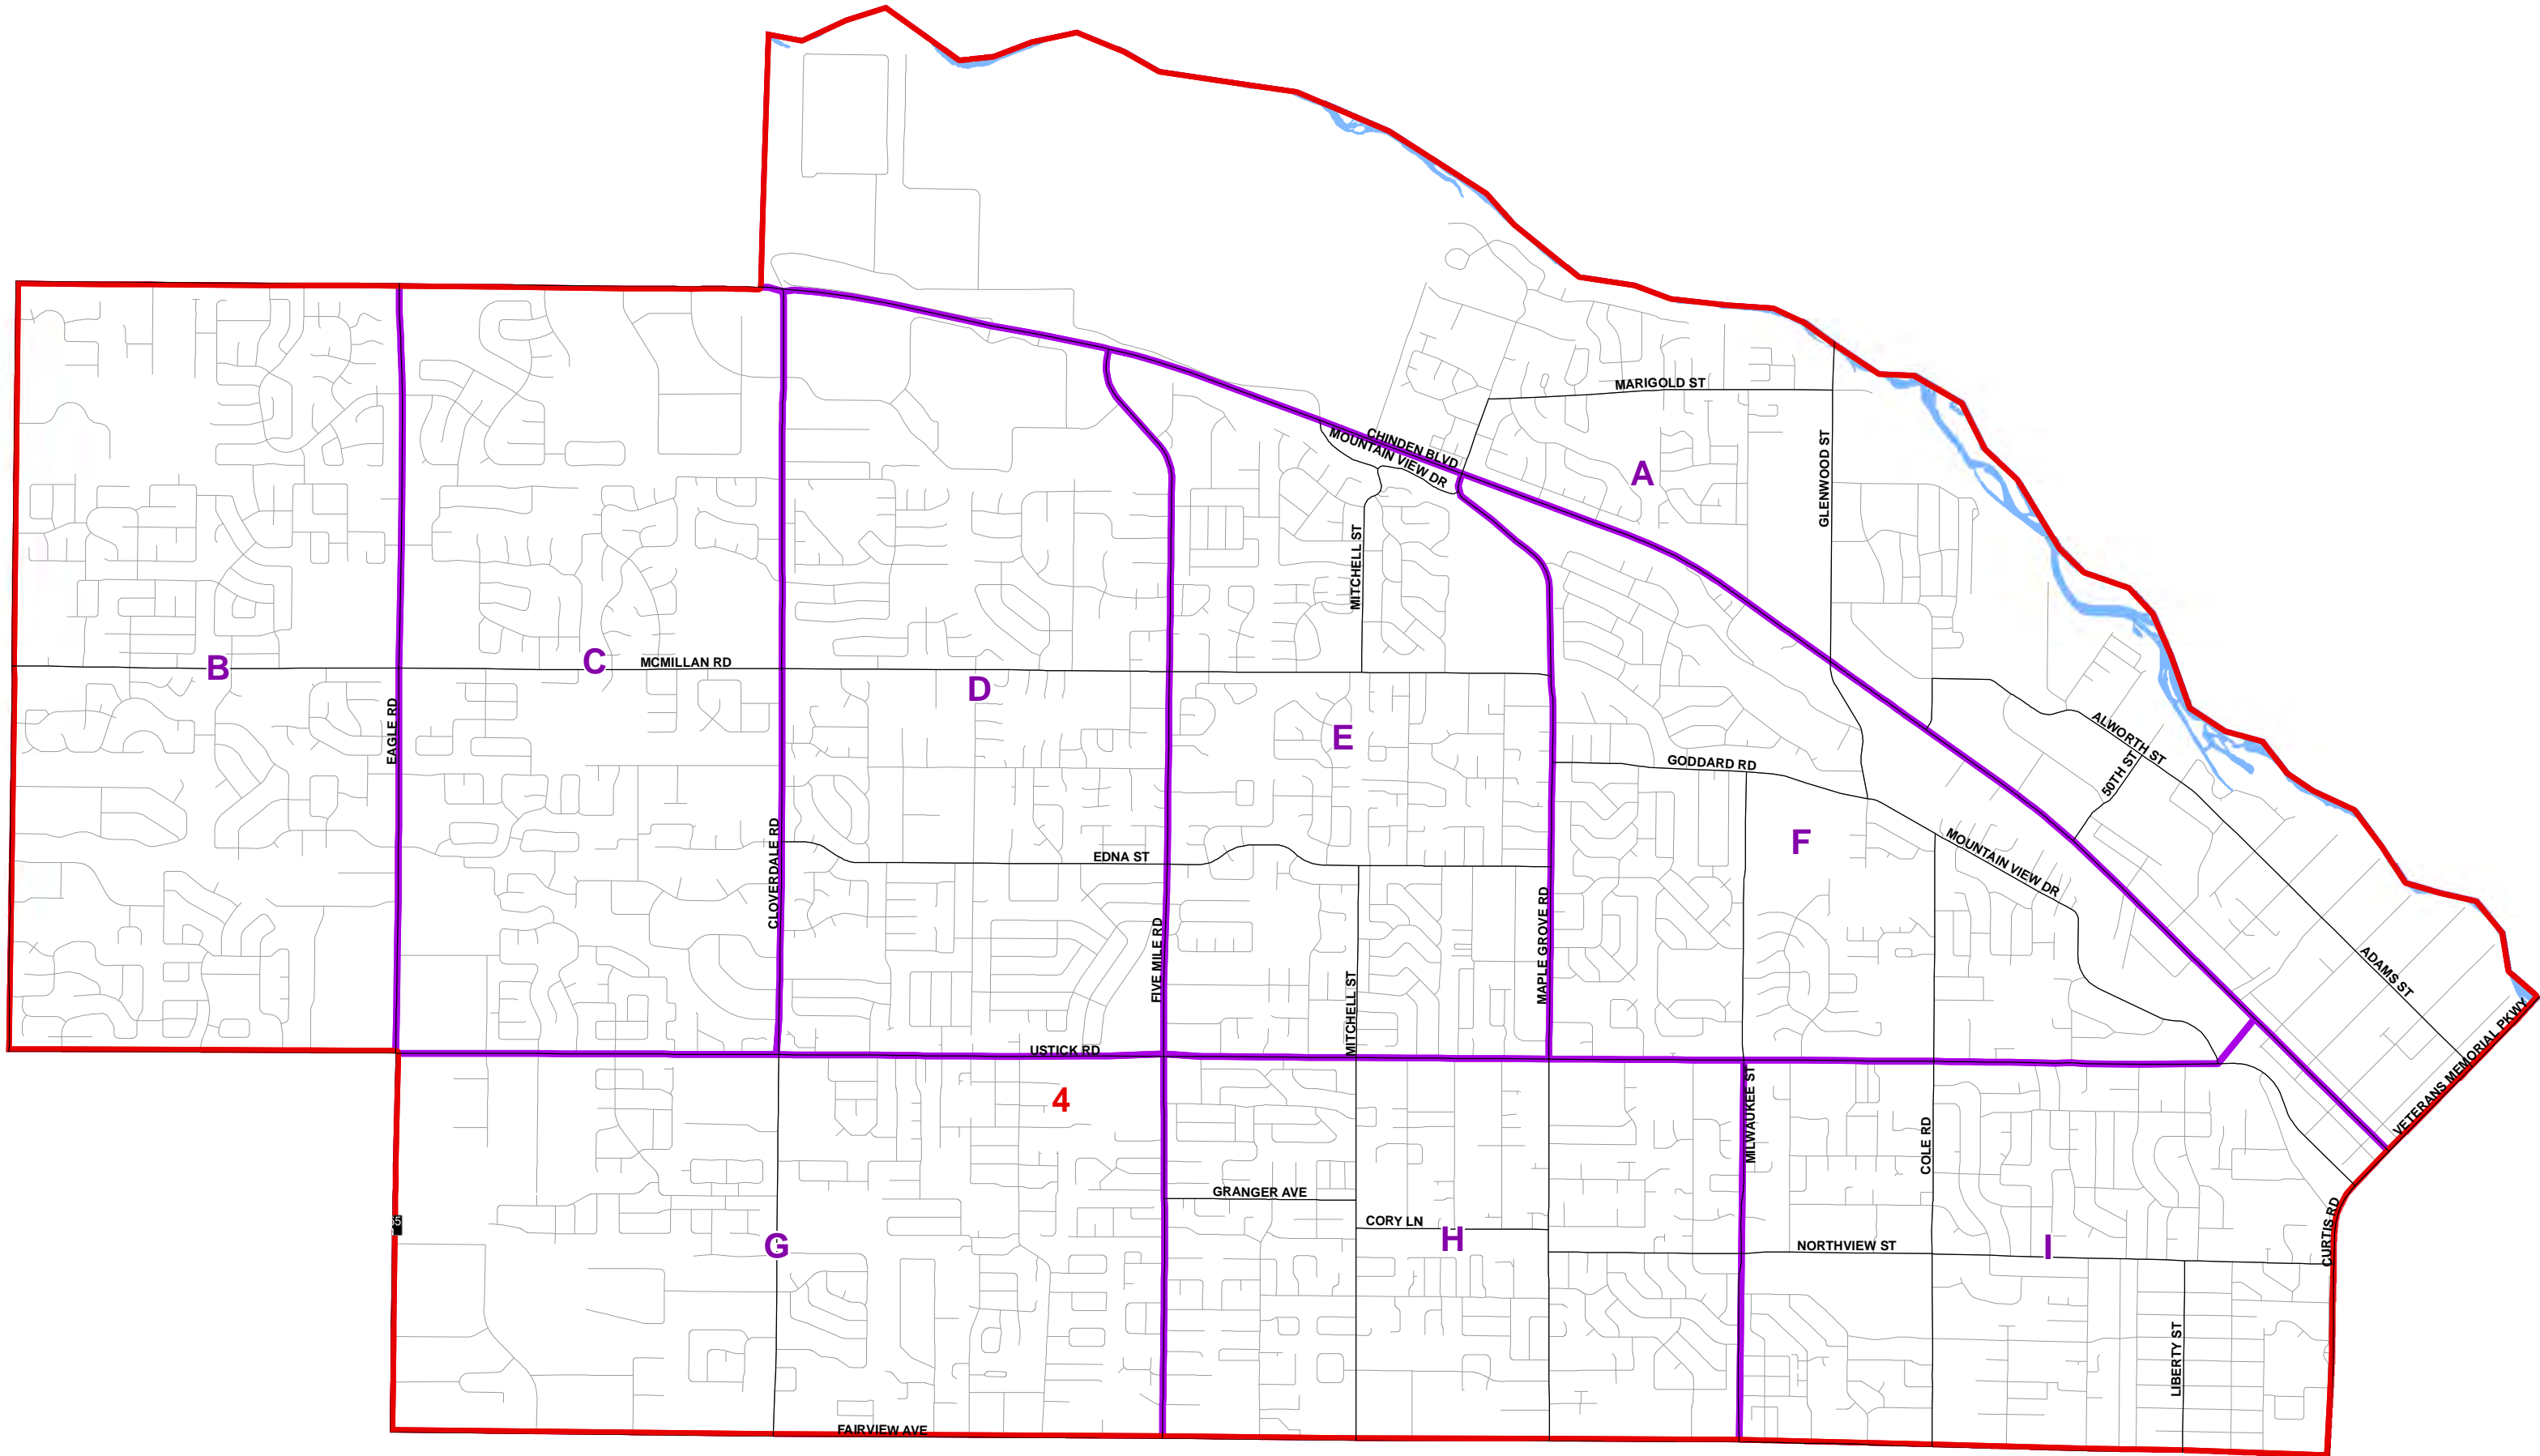 MARIGOLD ST
CHINDEN BLVD
MOUNTAIN VIEW DR
A
GLENWOOD ST
MITCHELL ST
B
C
MCMILLAN RD
D
EAGLE RD
E
ALWORTH ST
50TH ST
GODDARD RD
F
MOUNTAIN VIEW DR
CLOVERDALE RD
EDNA ST
FIVE MILE RD
MAPLE GROVE RD
MITCHELL ST
ADAMS ST
USTICK RD
4
VETERANS MEMORIAL PKWY
MILWAUKEE ST
COLE RD
GRANGER AVE
CORY LN
G
H
NORTHVIEW ST
I
CURTIS RD
LIBERTY ST
FAIRVIEW AVE